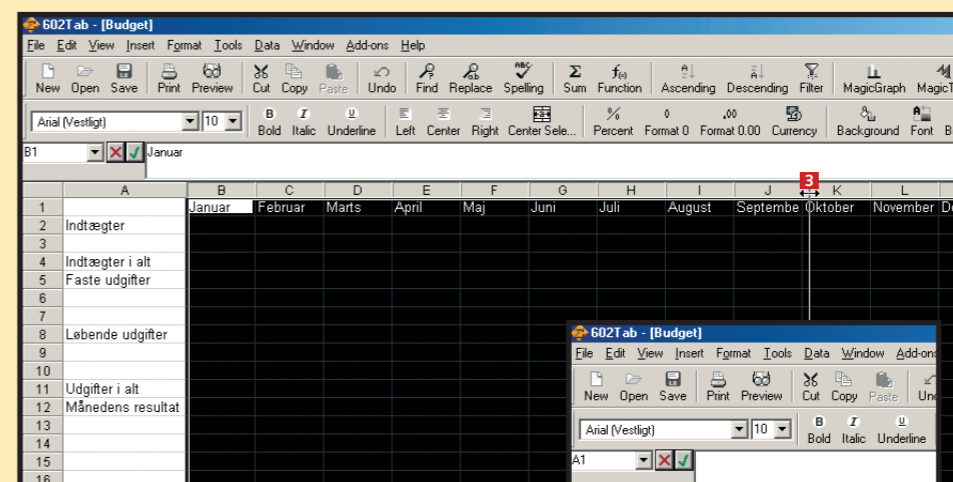 602Tab - [Budget]
File Edit View Insert Format Tools Data Window Add-ons Help
New Open Save Print Preview Cut Copy Paste Undo Find Replace Spelling Sum Function Ascending Descending Filter MagicGraph
Arial (Vestligt) 10 Bold Italic Underline Left Center Right Center Sele... Percent Format 0 Format 0.00 Currency Background Font
B1 Januar
3
A B C D E F G H I J K L
1 Januar Februar Marts April Maj Juni Juli August Septembe Oktober November
2 Indtægter
3
4 Indtægter i alt
5 Faste udgifter
6
7
8 Løbende udgifter
9
10
11 Udgifter i alt
12 Månedens resultat
13
14
15
16
602Tab - [Budget]
File Edit View Insert Format Tools Data Window Add-on
New Open Save Print Preview Cut Copy Paste
Arial (Vestligt) 10 Bold Italic Underline
A1